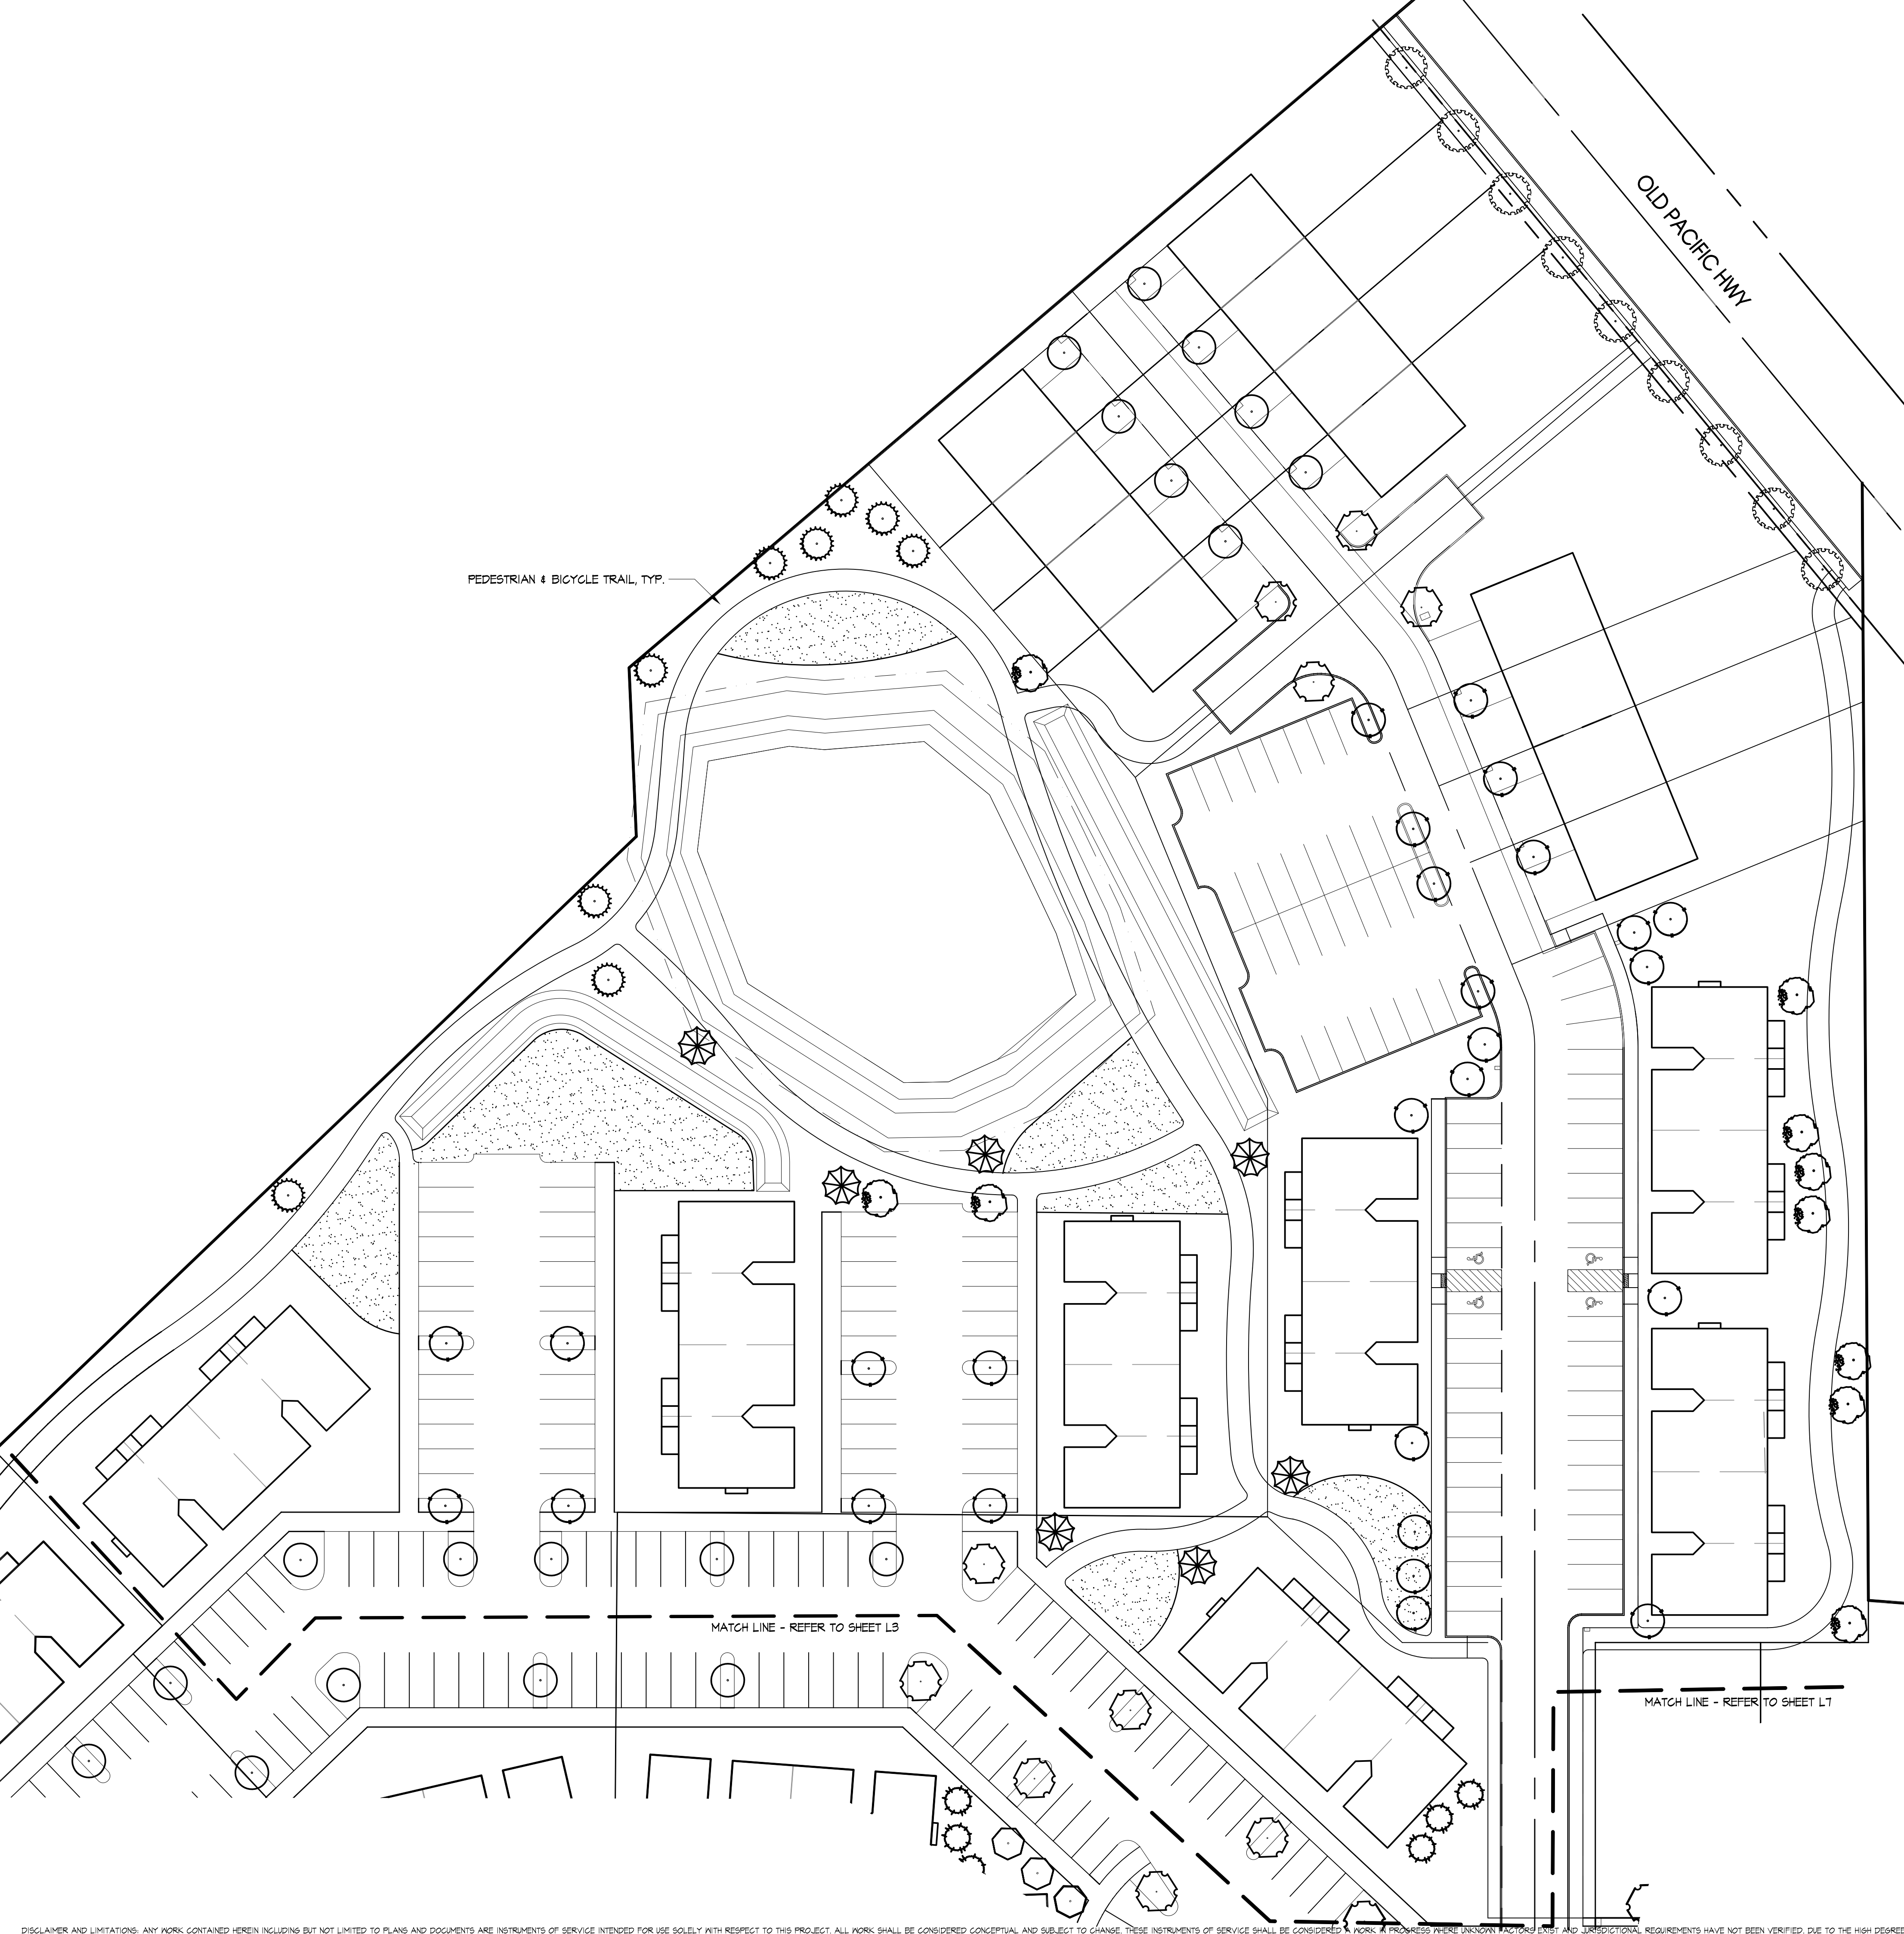 OLD PACIFIC HWY
PEDESTRIAN & BICYCLE TRAIL, TYP.
MATCH LINE - REFER TO SHEET L3
MATCH LINE - REFER TO SHEET L7
DISCLAIMER AND LIMITATIONS: ANY WORK CONTAINED HEREIN INCLUDING BUT NOT LIMITED TO PLANS AND DOCUMENTS ARE INSTRUMENTS OF SERVICE INTENDED FOR USE SOLELY WITH RESPECT TO THIS PROJECT. ALL WORK SHALL BE CONSIDERED CONCEPTUAL AND SUBJECT TO CHANGE. THESE INSTRUMENTS OF SERVICE SHALL BE CONSIDERED A WORK IN PROGRESS WHERE UNKNOWN FACTORS EXIST AND JURISDICTIONAL REQUIREMENTS HAVE NOT BEEN VERIFIED. DUE TO THE HIGH DEGREE